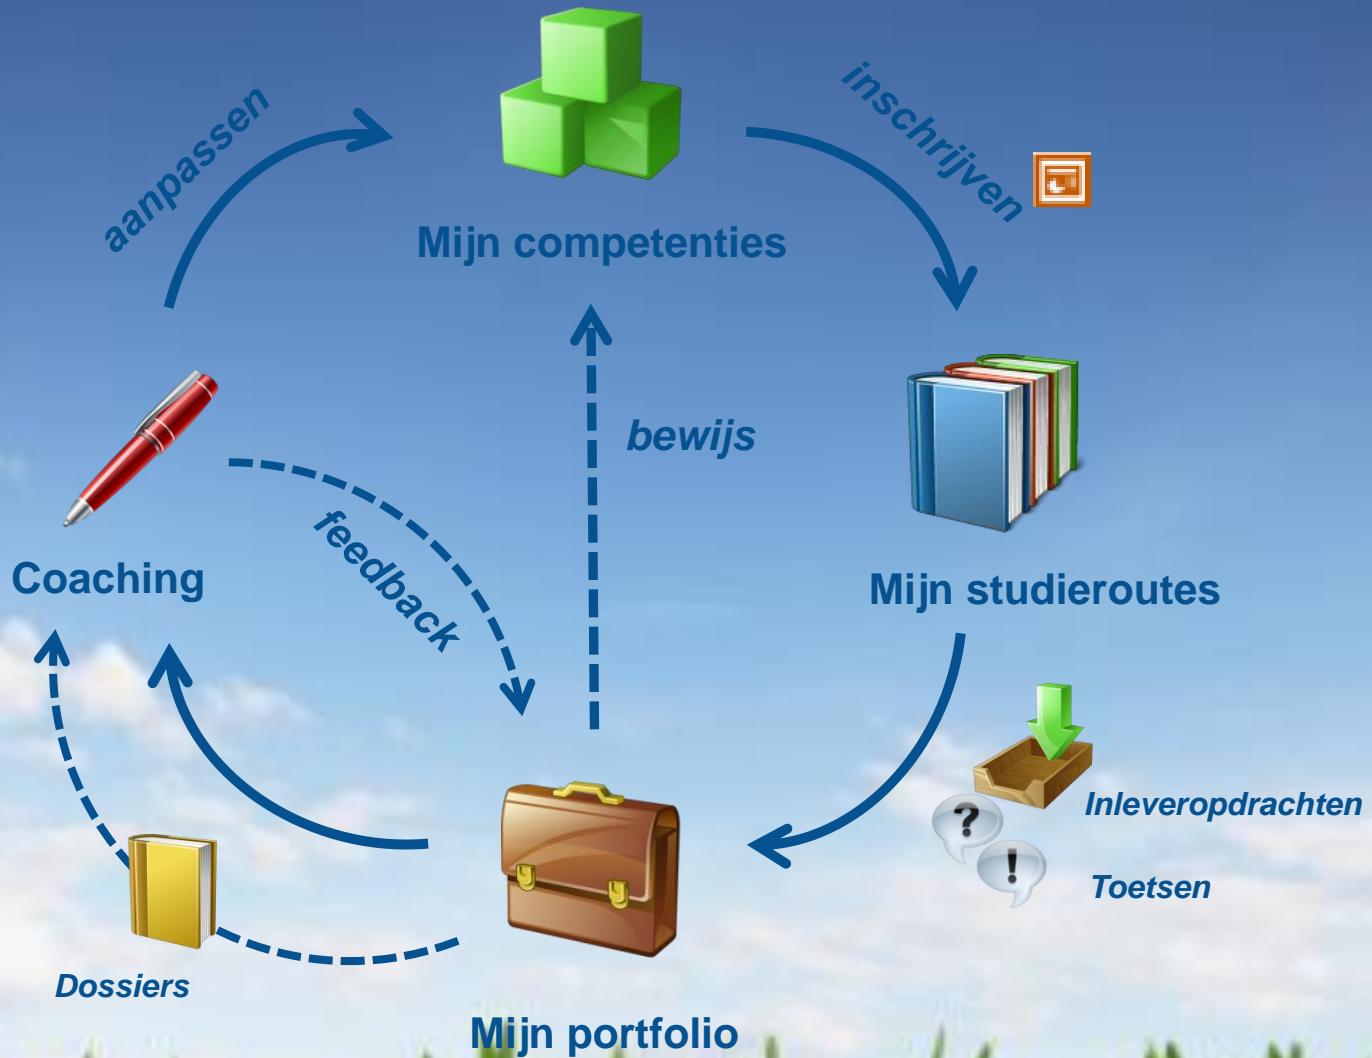 aanpassen
inschrijven
Mijn competenties
bewijs
feedback
Coaching
Mijn studieroutes
Inleveropdrachten
Toetsen
Dossiers
Mijn portfolio